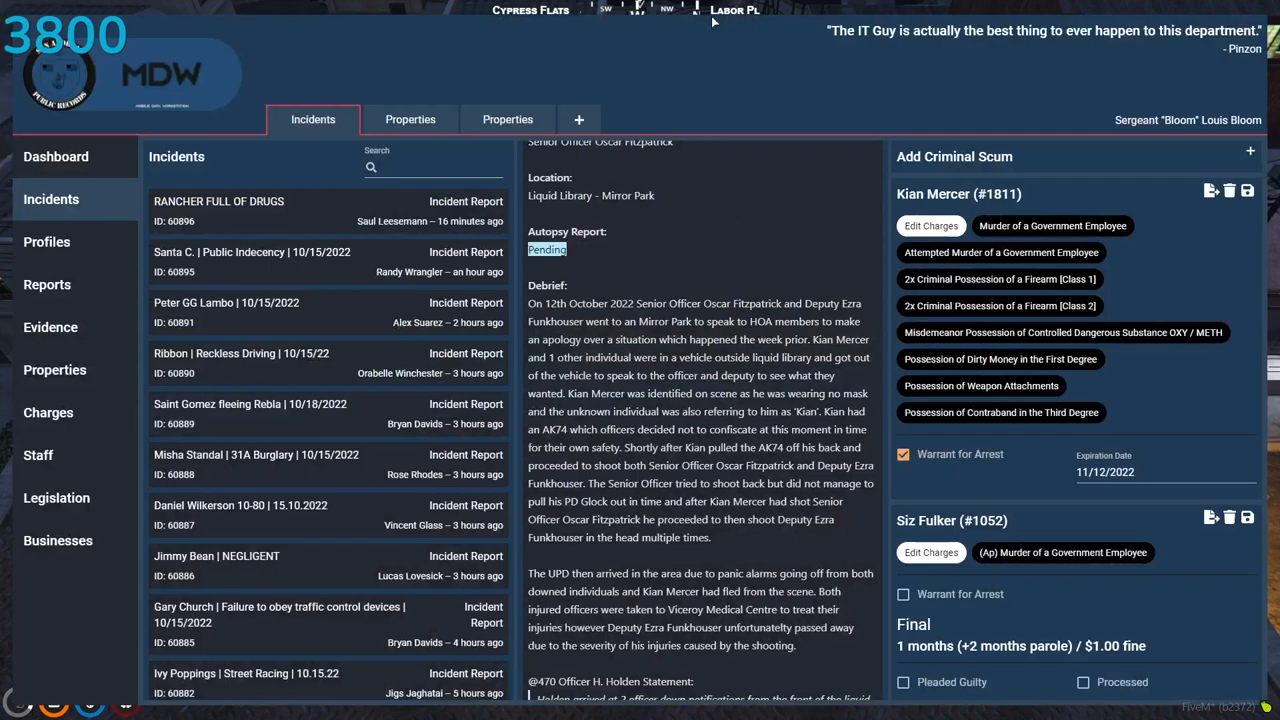 CYPRESS FLATS
SW
W
NW
N
LABOR PL
3800
PUBLIC RECORDS
MDW
MOBILE DATA WORKSTATION
"The IT Guy is actually the best thing to ever happen to this department."
- Pinzon
Incidents
Properties
Properties
+
Sergeant "Bloom" Louis Bloom
Dashboard
Incidents
Profiles
Reports
Evidence
Properties
Charges
Staff
Legislation
Businesses
Incidents
Search
RANCHER FULL OF DRUGS
Incident Report
ID: 60896
Saul Leesemann – 16 minutes ago
Santa C. | Public Indecency | 10/15/2022
Incident Report
ID: 60895
Randy Wrangler – an hour ago
Peter GG Lambo | 10/15/2022
Incident Report
ID: 60891
Alex Suarez – 2 hours ago
Ribbon | Reckless Driving | 10/15/22
Incident Report
ID: 60890
Orabelle Winchester – 3 hours ago
Saint Gomez fleeing Rebla | 10/18/2022
Incident Report
ID: 60889
Bryan Davids – 3 hours ago
Misha Standal | 31A Burglary | 10/15/2022
Incident Report
ID: 60888
Rose Rhodes – 3 hours ago
Daniel Wilkerson 10-80 | 15.10.2022
Incident Report
ID: 60887
Vincent Glass – 3 hours ago
Jimmy Bean | NEGLIGENT
Incident Report
ID: 60886
Lucas Lovesick – 3 hours ago
Gary Church | Failure to obey traffic control devices |
10/15/2022
Incident
Report
ID: 60885
Bryan Davids – 4 hours ago
Ivy Poppings | Street Racing | 10.15.22
Incident Report
ID: 60882
Jigs Jaghatai – 5 hours ago
Senior Officer Oscar Fitzpatrick
Location:
Liquid Library - Mirror Park
Autopsy Report:
Pending
Debrief:
On 12th October 2022 Senior Officer Oscar Fitzpatrick and Deputy Ezra
Funkhouser went to an Mirror Park to speak to HOA members to make
an apology over a situation which happened the week prior. Kian Mercer
and 1 other individual were in a vehicle outside liquid library and got out
of the vehicle to speak to the officer and deputy to see what they
wanted. Kian Mercer was identified on scene as he was wearing no mask
and the unknown individual was also referring to him as 'Kian'. Kian had
an AK74 which officers decided not to confiscate at this moment in time
for their own safety. Shortly after Kian pulled the AK74 off his back and
proceeded to shoot both Senior Officer Oscar Fitzpatrick and Deputy Ezra
Funkhouser. The Senior Officer tried to shoot back but did not manage to
pull his PD Glock out in time and after Kian Mercer had shot Senior
Officer Oscar Fitzpatrick he proceeded to then shoot Deputy Ezra
Funkhouser in the head multiple times.
The UPD then arrived in the area due to panic alarms going off from both
downed individuals and Kian Mercer had fled from the scene. Both
injured officers were taken to Viceroy Medical Centre to treat their
injuries however Deputy Ezra Funkhouser unfortunatelty passed away
due to the severity of his injuries caused by the shooting.
@470 Officer H. Holden Statement:
Holden arrived at 2 officer down notifications from the front of the liquid
Add Criminal Scum
+
Kian Mercer (#1811)
Edit Charges
Murder of a Government Employee
Attempted Murder of a Government Employee
2x Criminal Possession of a Firearm [Class 1]
2x Criminal Possession of a Firearm [Class 2]
Misdemeanor Possession of Controlled Dangerous Substance OXY / METH
Possession of Dirty Money in the First Degree
Possession of Weapon Attachments
Possession of Contraband in the Third Degree
Warrant for Arrest
Expiration Date
11/12/2022
Siz Fulker (#1052)
Edit Charges
(Ap) Murder of a Government Employee
Warrant for Arrest
Final
1 months (+2 months parole) / $1.00 fine
Pleaded Guilty
Processed
FiveM* (b2372)